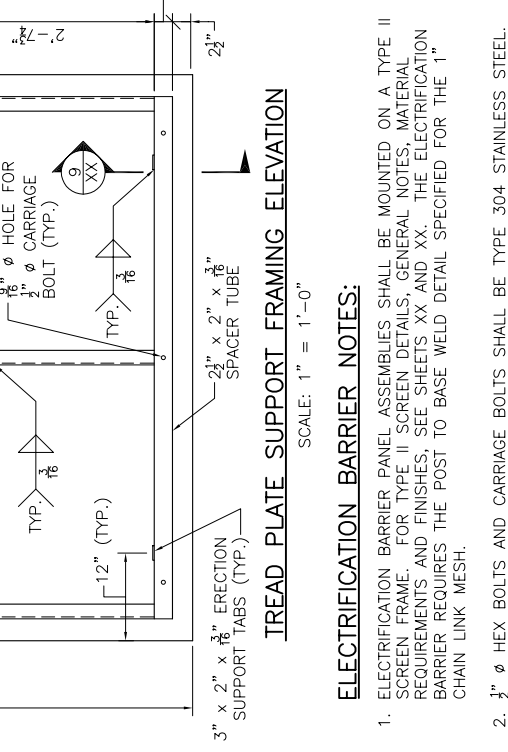 2'-7 3/4"
9/16" ø HOLE FOR
1/2" ø CARRIAGE
BOLT (TYP.)
9
XX
2 1/2"
TYP.
3/16
TYP.
3/16
12" (TYP.)
2 1/2" x 2" x 3/16"
SPACER TUBE
3" x 2" x 3/16" ERECTION
SUPPORT TABS (TYP.)
TREAD PLATE SUPPORT FRAMING ELEVATION
SCALE: 1" = 1'-0"
ELECTRIFICATION BARRIER NOTES:
1. ELECTRIFICATION BARRIER PANEL ASSEMBLIES SHALL BE MOUNTED ON A TYPE II
SCREEN FRAME. FOR TYPE II SCREEN DETAILS, GENERAL NOTES, MATERIAL
REQUIREMENTS AND FINISHES, SEE SHEETS XX AND XX. THE ELECTRIFICATION
BARRIER REQUIRES THE POST TO BASE WELD DETAIL SPECIFIED FOR THE 1"
CHAIN LINK MESH.
2. 1/2" ø HEX BOLTS AND CARRIAGE BOLTS SHALL BE TYPE 304 STAINLESS STEEL.